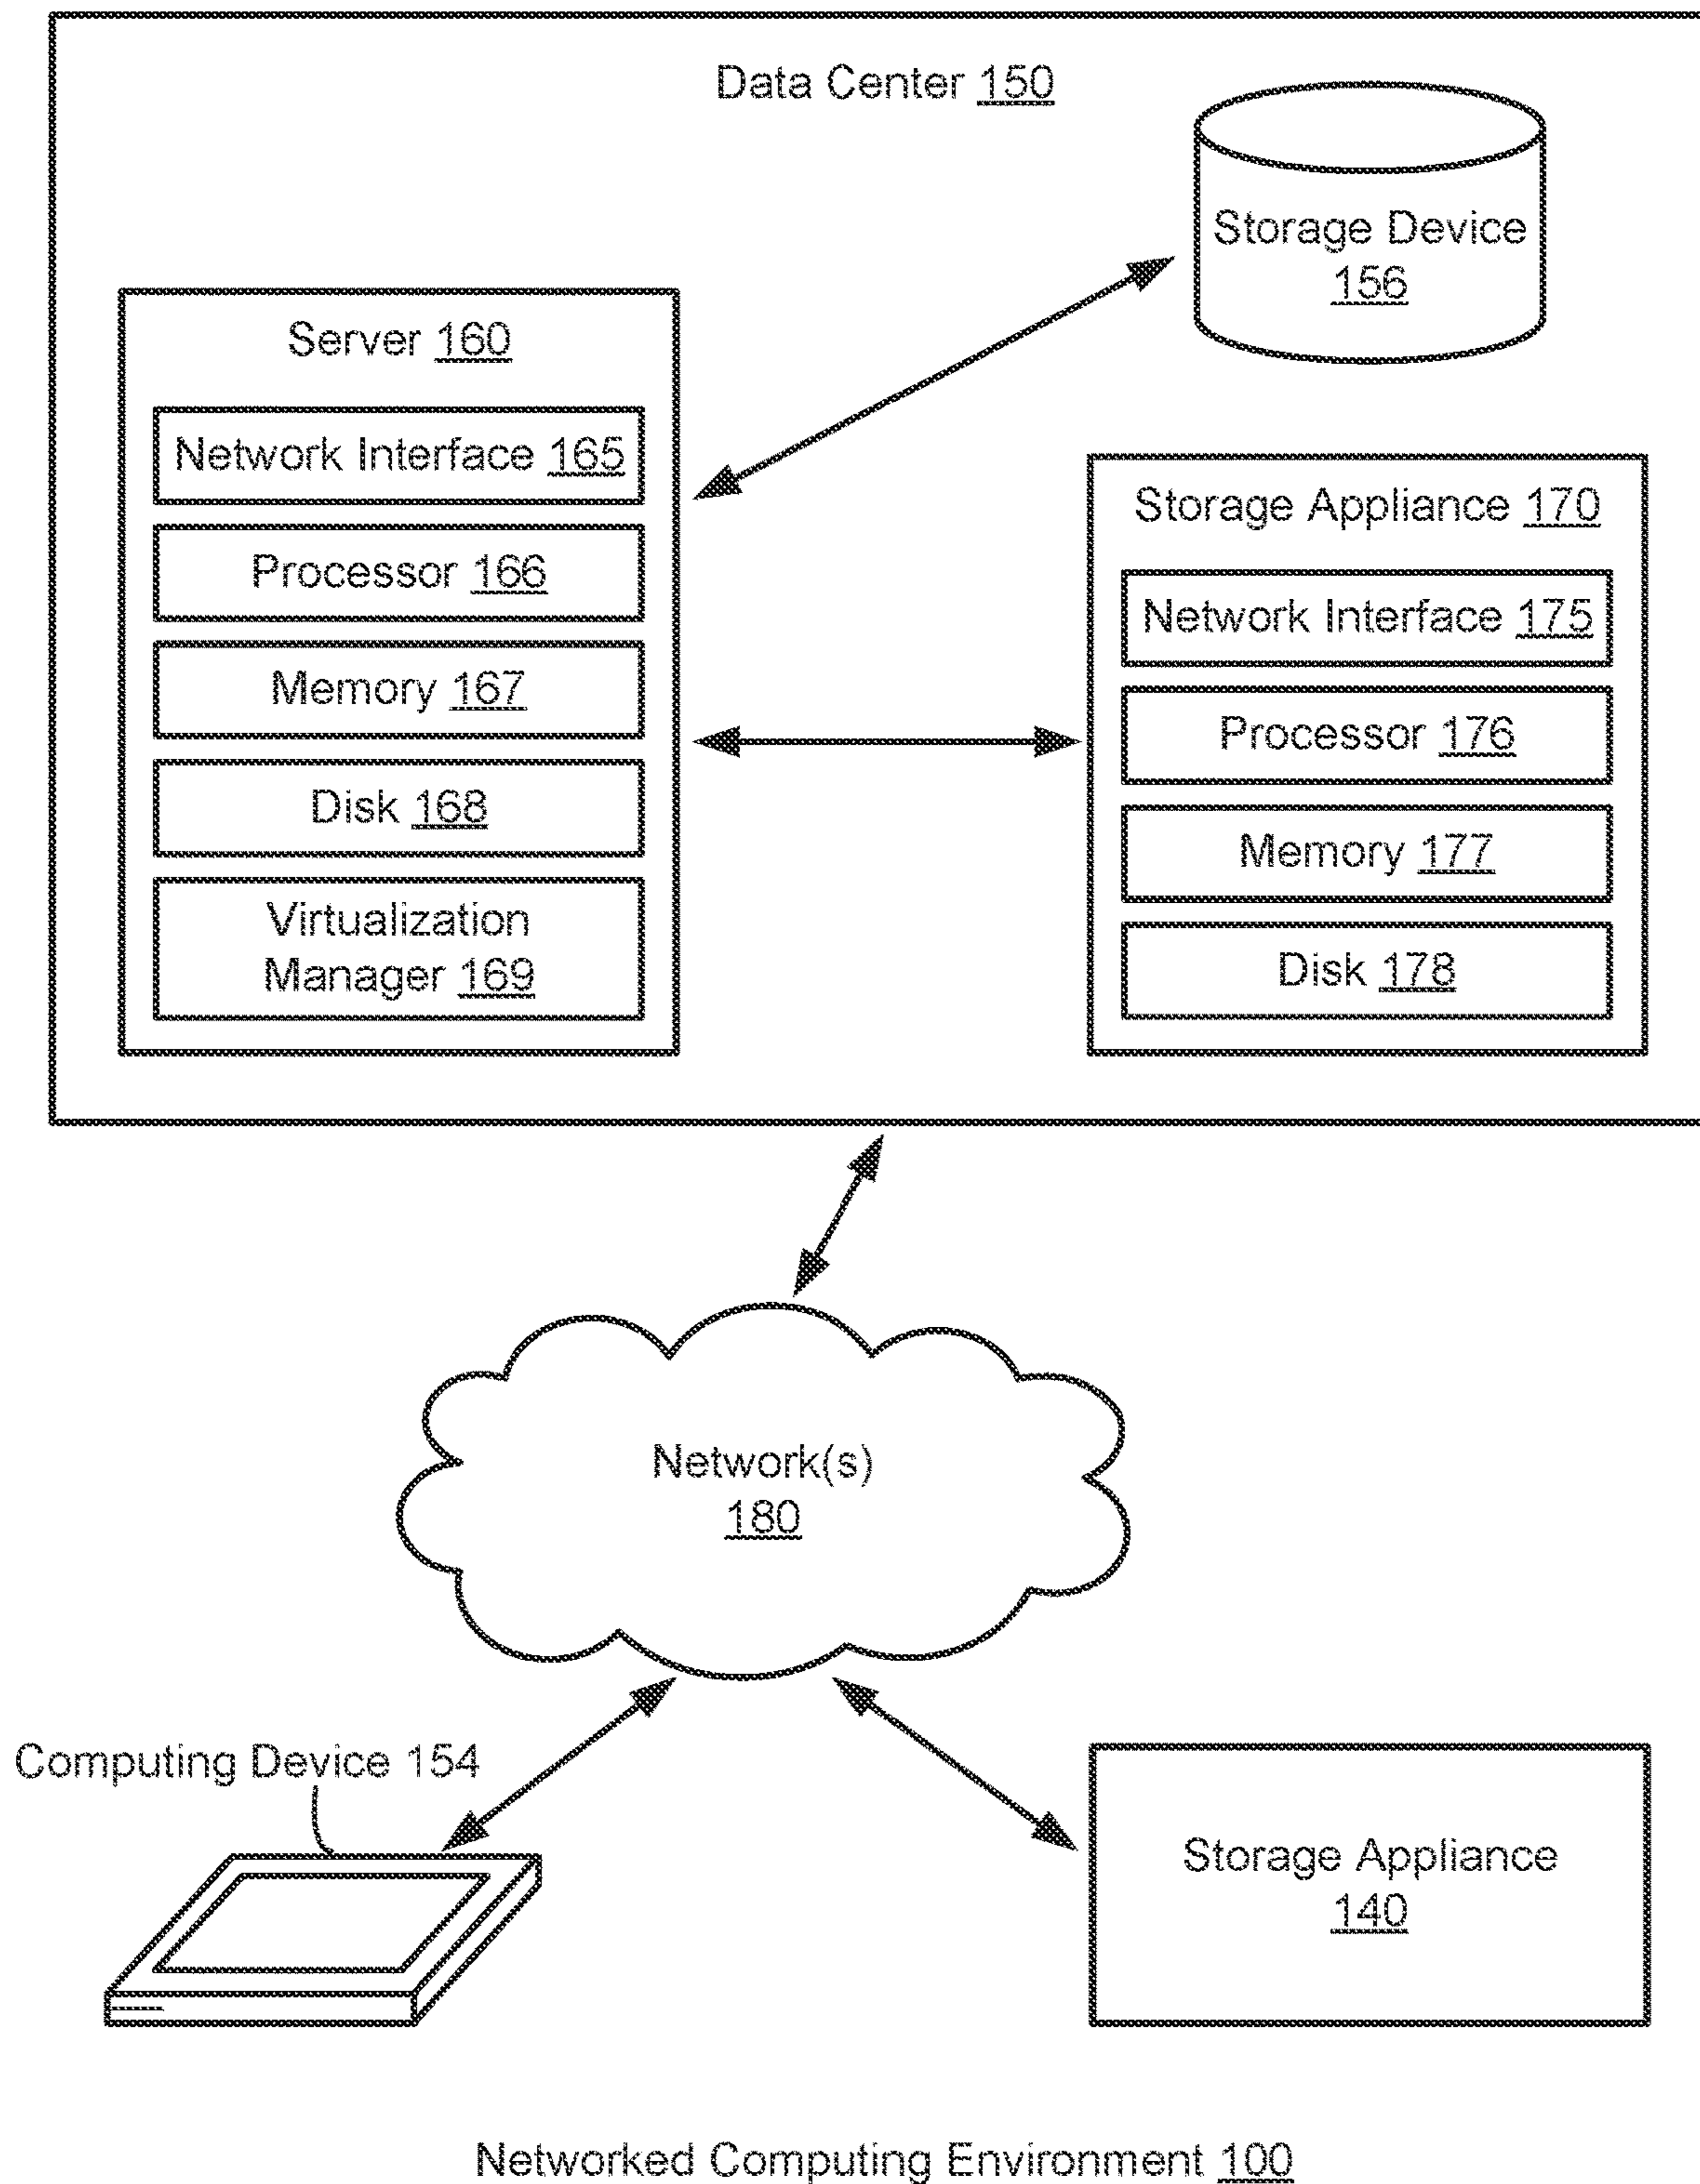 Data Center 150
Storage Device
156
Server 160
Network Interface 165
Processor 166
Memory 167
Disk 168
Virtualization
Manager 169
Storage Appliance 170
Network Interface 175
Processor 176
Memory 177
Disk 178
Network(s)
180
Computing Device 154
Storage Appliance
140
Networked Computing Environment 100